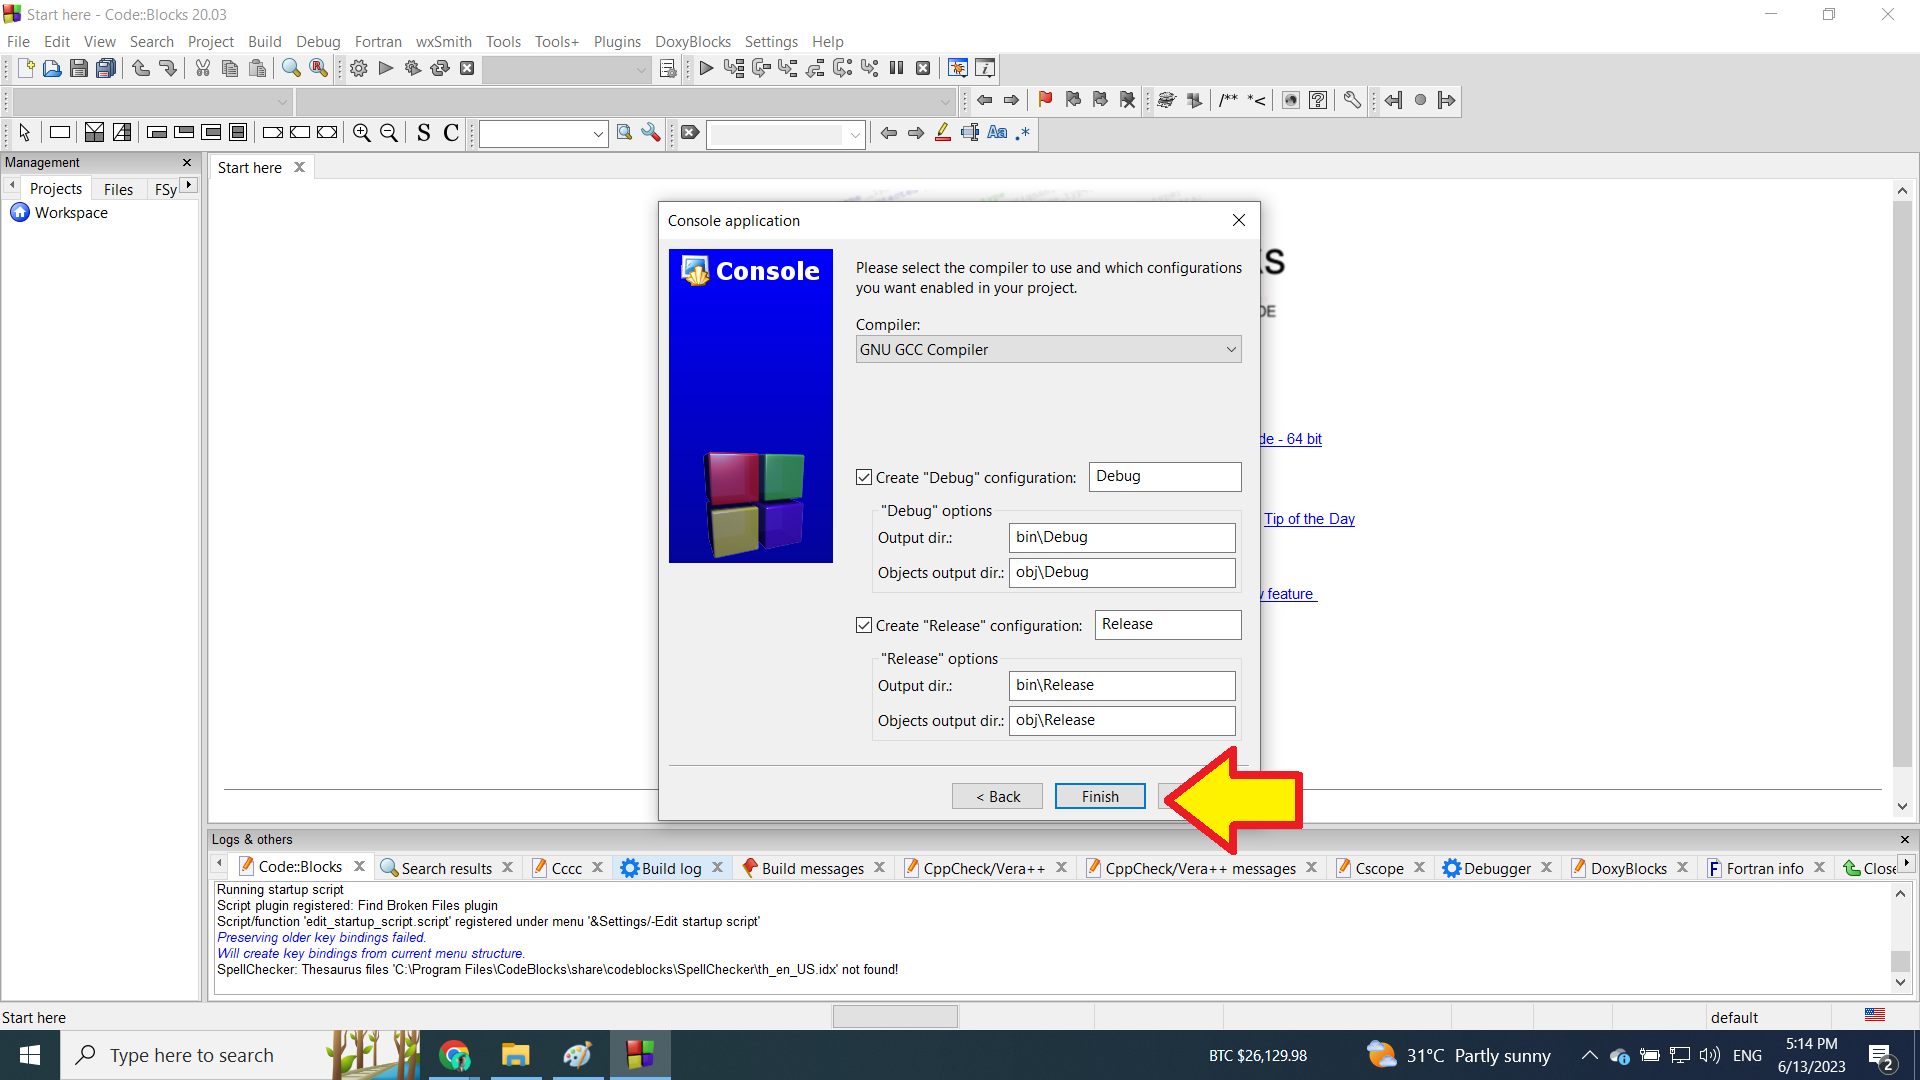 Start here - Code::Blocks 20.03
File Edit View Search Project Build Debug Fortran wxSmith Tools Tools+ Plugins DoxyBlocks Settings Help
/** *<
S C
Aa .*
Management
Projects Files FSy
Workspace
Start here
Console application
Console
Please select the compiler to use and which configurations
you want enabled in your project.
Compiler:
GNU GCC Compiler
Create "Debug" configuration: Debug
"Debug" options
Output dir.: bin\Debug
Objects output dir.: obj\Debug
Create "Release" configuration: Release
"Release" options
Output dir.: bin\Release
Objects output dir.: obj\Release
< Back Finish
de - 64 bit
Tip of the Day
feature
Logs & others
Code::Blocks Search results Cccc Build log Build messages CppCheck/Vera++ CppCheck/Vera++ messages Cscope Debugger DoxyBlocks Fortran info Close
Running startup script
Script plugin registered: Find Broken Files plugin
Script/function 'edit_startup_script.script' registered under menu '&Settings/-Edit startup script'
Preserving older key bindings failed.
Will create key bindings from current menu structure.
SpellChecker: Thesaurus files 'C:\Program Files\CodeBlocks\share\codeblocks\SpellChecker\th_en_US.idx' not found!
Start here default
Type here to search
BTC $26,129.98
31°C Partly sunny
ENG
5:14 PM
6/13/2023
2